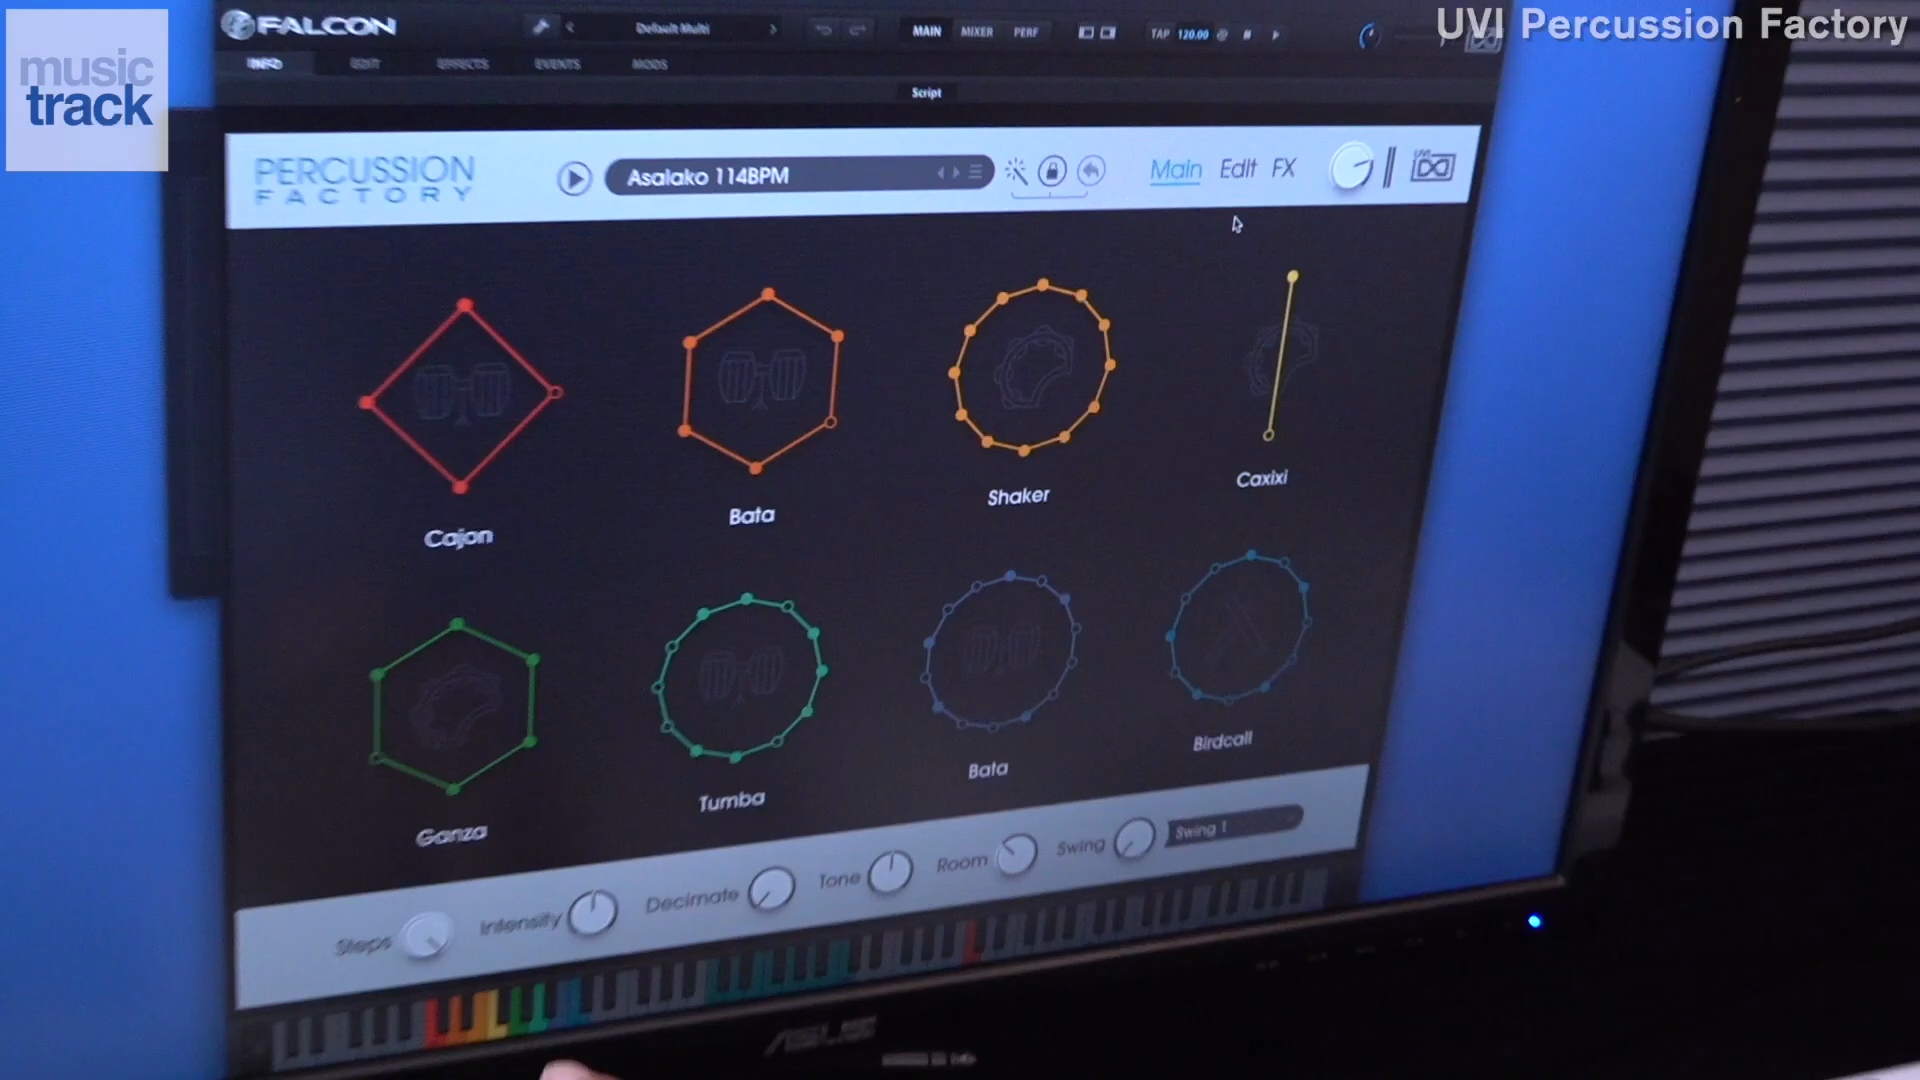 UVI Percussion Factory
music
track
FALCON
Default Multi
MAIN MIXER PERF
TAP 120.00
INFO EDIT EFFECTS EVENTS MODS
Script
PERCUSSION
FACTORY
Asalako 114BPM
Main Edit FX
UVI
Cajon
Bata
Shaker
Caxixi
Ganza
Tumba
Bata
Birdcall
Steps Intensity Decimate Tone Room Swing Swing 1
ASUS